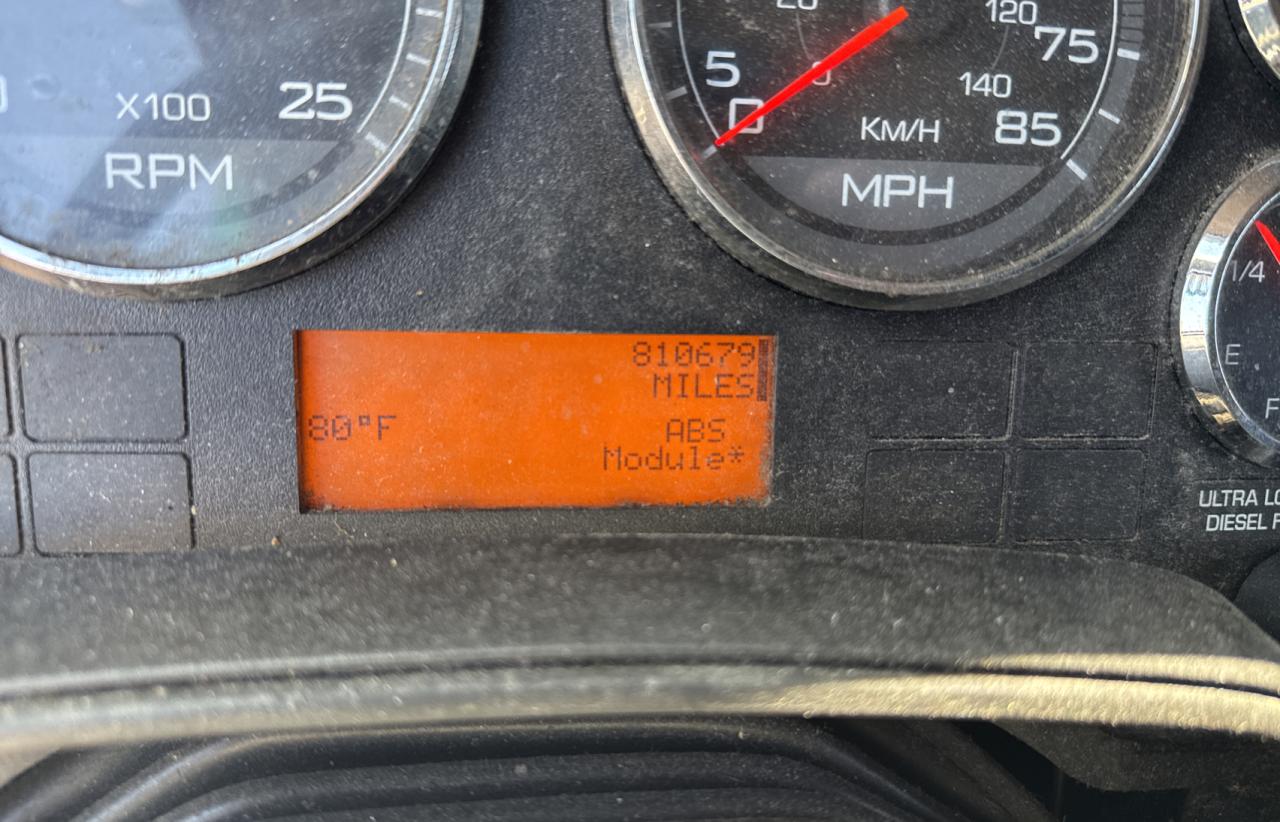 X100 25
RPM
20 120
5 75
0 140
0
KM/H 85
MPH
1/4
E
F
810679
MILES
80°F ABS
Module*
ULTRA
DIESEL